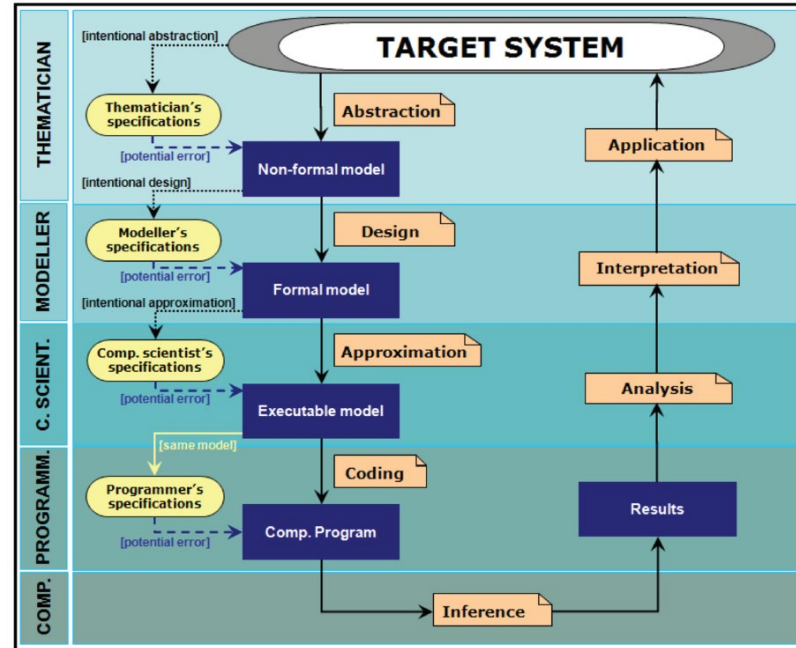 TARGET SYSTEM
[intentional abstraction]
THEMATICIAN
Thematician's
specifications
Abstraction
Application
[potential error]
Non-formal model
[intentional design]
MODELLER
Modeller's
specifications
Design
Interpretation
[potential error]
Formal model
[intentional approximation]
C. SCIENT.
Comp. scientist's
specifications
Approximation
Analysis
[potential error]
Executable model
[same model]
PROGRAMM.
Programmer's
specifications
Coding
Results
[potential error]
Comp. Program
COMP.
Inference